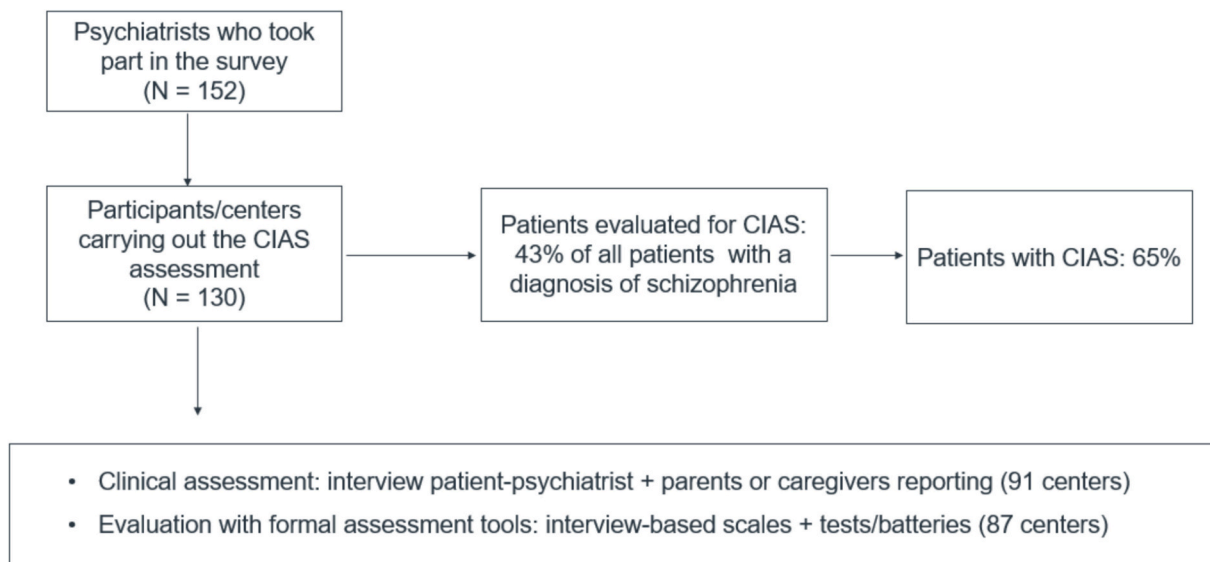 Psychiatrists who took
part in the survey
(N = 152)
Participants/centers
carrying out the CIAS
assessment
(N = 130)
Patients evaluated for CIAS:
43% of all patients with a
diagnosis of schizophrenia
Patients with CIAS: 65%
• Clinical assessment: interview patient-psychiatrist + parents or caregivers reporting (91 centers)
• Evaluation with formal assessment tools: interview-based scales + tests/batteries (87 centers)